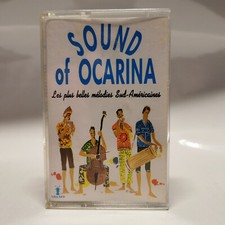 SOUND
of OCARINA
Les plus belles mélodies Sud-Américaines